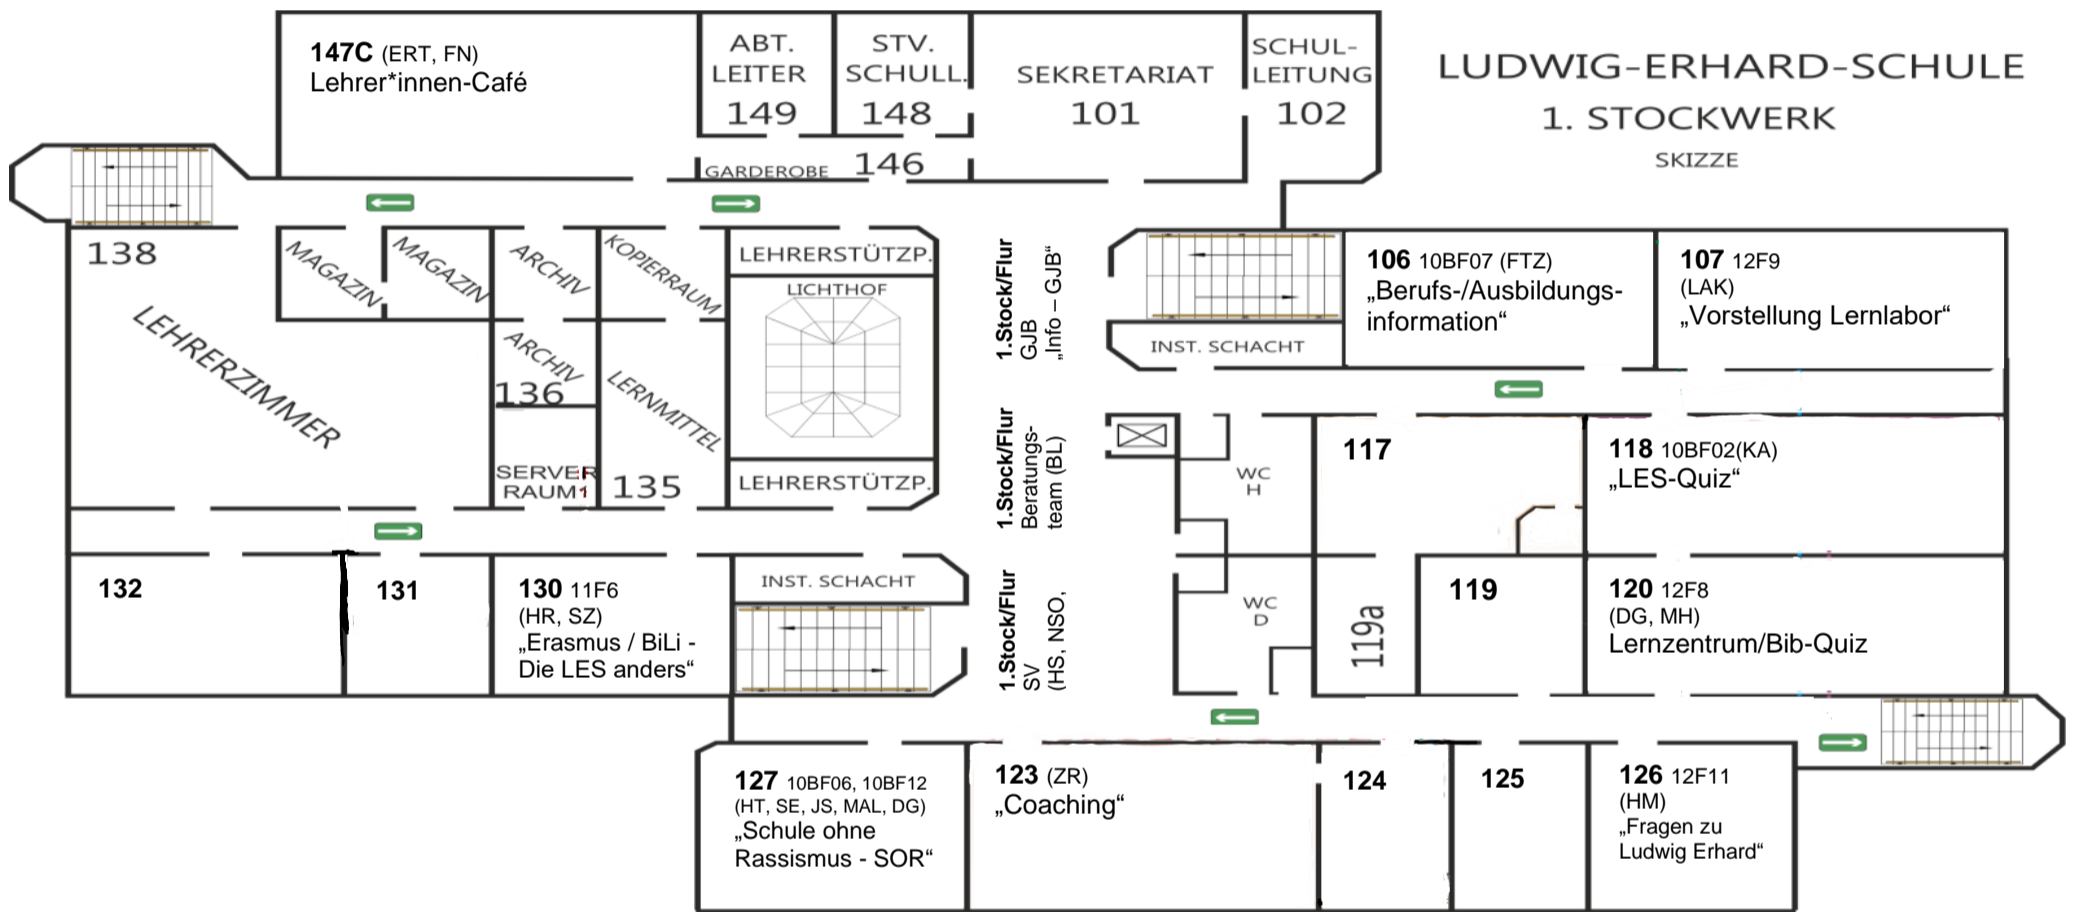 147C (ERT, FN)
Lehrer*innen-Café
ABT.
LEITER
149
STV.
SCHULL.
148
SEKRETARIAT
101
SCHUL-
LEITUNG
102
LUDWIG-ERHARD-SCHULE
1. STOCKWERK
SKIZZE
GARDEROBE
146
138
LEHRERZIMMER
MAGAZIN
MAGAZIN
ARCHIV
KOPIERRAUM
ARCHIV
136
LERNMITTEL
135
SERVER
RAUM1
LEHRERSTÜTZP.
LICHTHOF
LEHRERSTÜTZP.
1.Stock/Flur
GJB
„Info – GJB“
1.Stock/Flur
Beratungs-
team (BL)
1.Stock/Flur
SV
(HS, NSO,
INST. SCHACHT
106 10BF07 (FTZ)
„Berufs-/Ausbildungs-
information“
107 12F9
(LAK)
„Vorstellung Lernlabor“
WC
H
WC
D
117
118 10BF02(KA)
„LES-Quiz“
119a
119
120 12F8
(DG, MH)
Lernzentrum/Bib-Quiz
132
131
130 11F6
(HR, SZ)
„Erasmus / BiLi -
Die LES anders“
INST. SCHACHT
127 10BF06, 10BF12
(HT, SE, JS, MAL, DG)
„Schule ohne
Rassismus - SOR“
123 (ZR)
„Coaching“
124
125
126 12F11
(HM)
„Fragen zu
Ludwig Erhard“